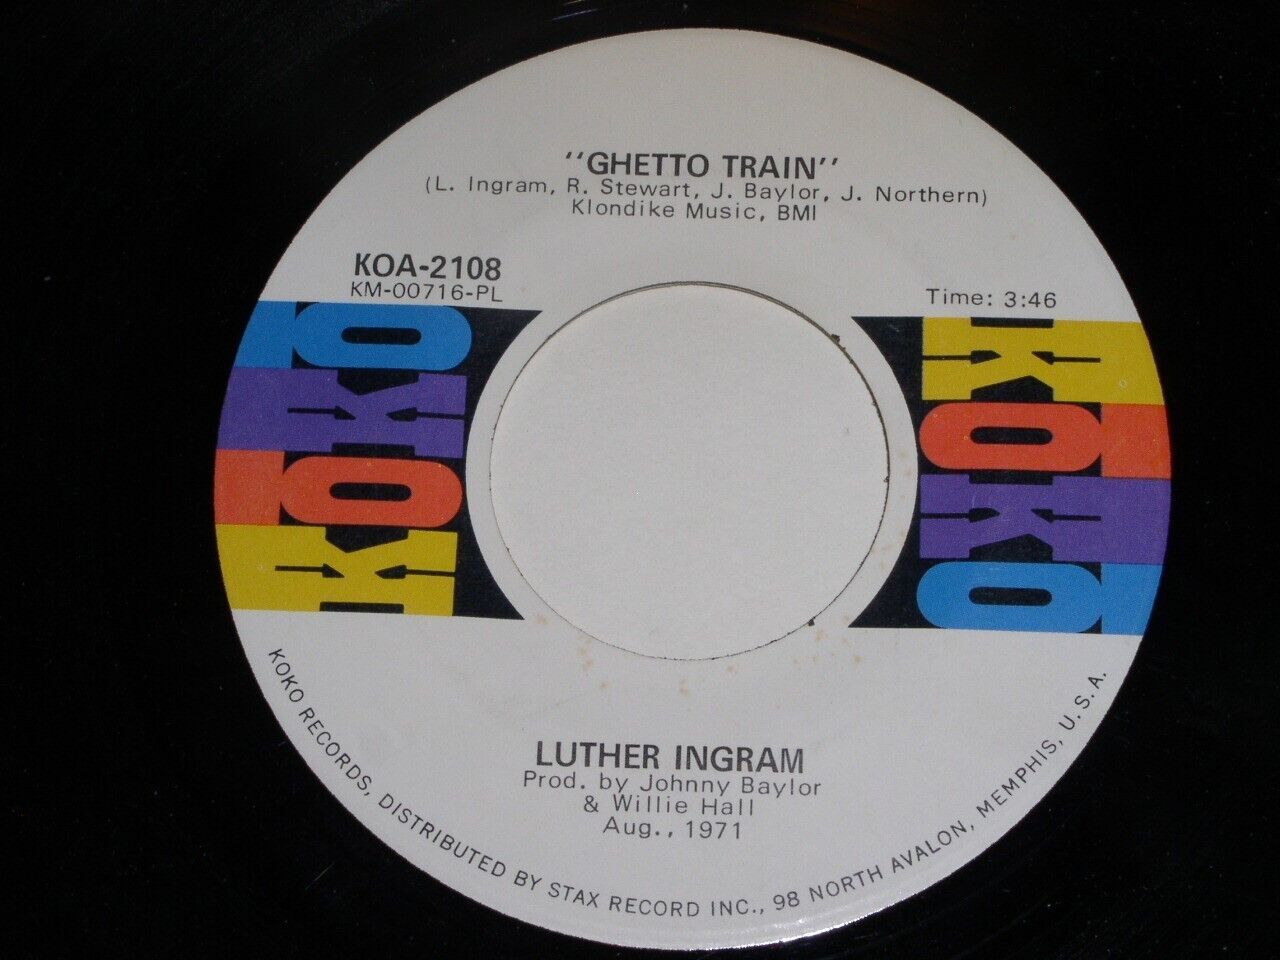 "GHETTO TRAIN"
(L. Ingram, R. Stewart, J. Baylor, J. Northern)
Klondike Music, BMI
KOA-2108
KM-00716-PL
Time: 3:46
KOKO
KOKO
LUTHER INGRAM
Prod. by Johnny Baylor
& Willie Hall
Aug., 1971
KOKO RECORDS, DISTRIBUTED BY STAX RECORD INC., 98 NORTH AVALON, MEMPHIS, U.S.A.